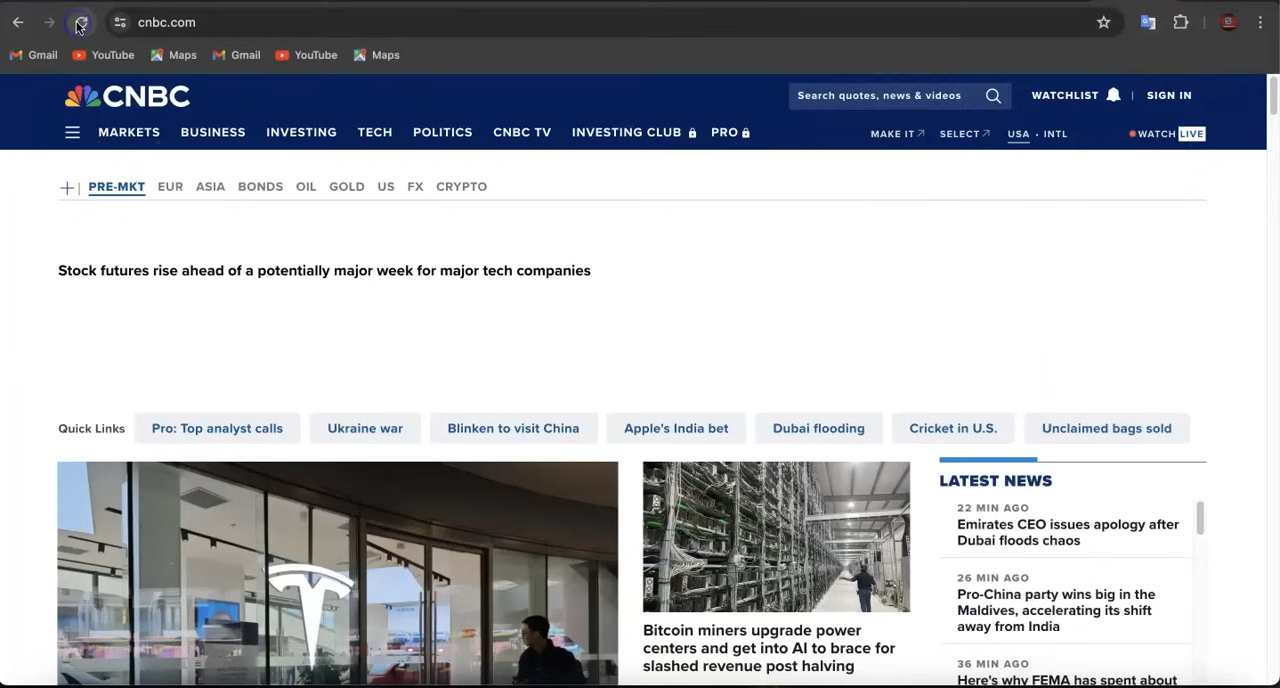 cnbc.com
Gmail YouTube Maps Gmail YouTube Maps
CNBC
Search quotes, news & videos
WATCHLIST | SIGN IN
MARKETS BUSINESS INVESTING TECH POLITICS CNBC TV INVESTING CLUB PRO
MAKE IT SELECT USA • INTL WATCH LIVE
PRE-MKT EUR ASIA BONDS OIL GOLD US FX CRYPTO
Stock futures rise ahead of a potentially major week for major tech companies
Quick Links Pro: Top analyst calls Ukraine war Blinken to visit China Apple's India bet Dubai flooding Cricket in U.S. Unclaimed bags sold
Bitcoin miners upgrade power
centers and get into AI to brace for
slashed revenue post halving
LATEST NEWS
22 MIN AGO
Emirates CEO issues apology after
Dubai floods chaos
26 MIN AGO
Pro-China party wins big in the
Maldives, accelerating its shift
away from India
36 MIN AGO
Here's why FEMA has spent about